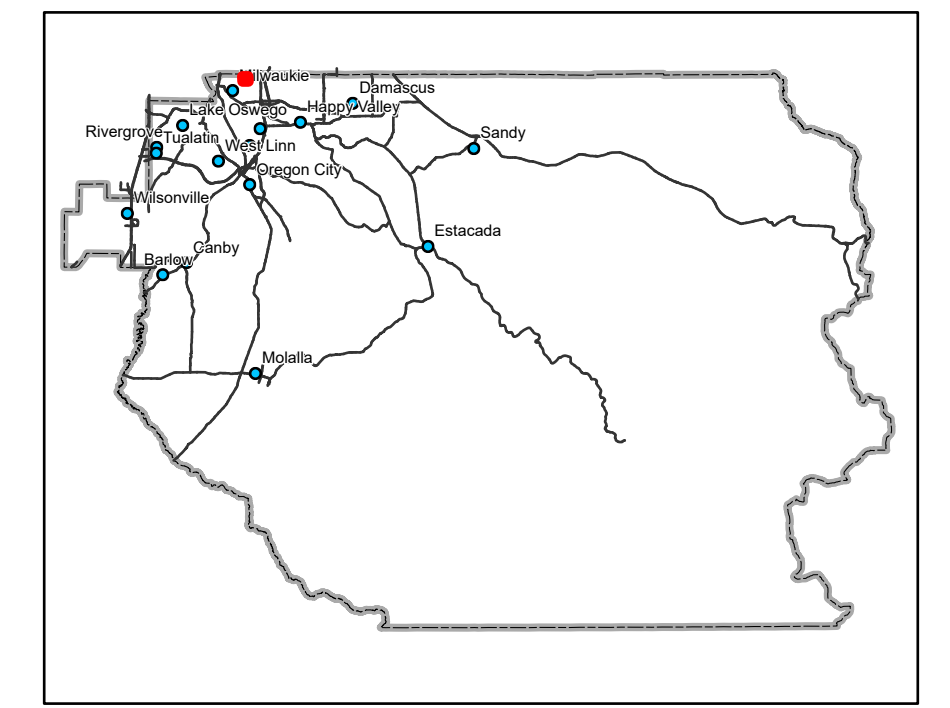 Milwaukie
Damascus
Lake Oswego
Happy Valley
Rivergrove
Tualatin
West Linn
Sandy
Oregon City
Wilsonville
Estacada
Canby
Barlow
Molalla